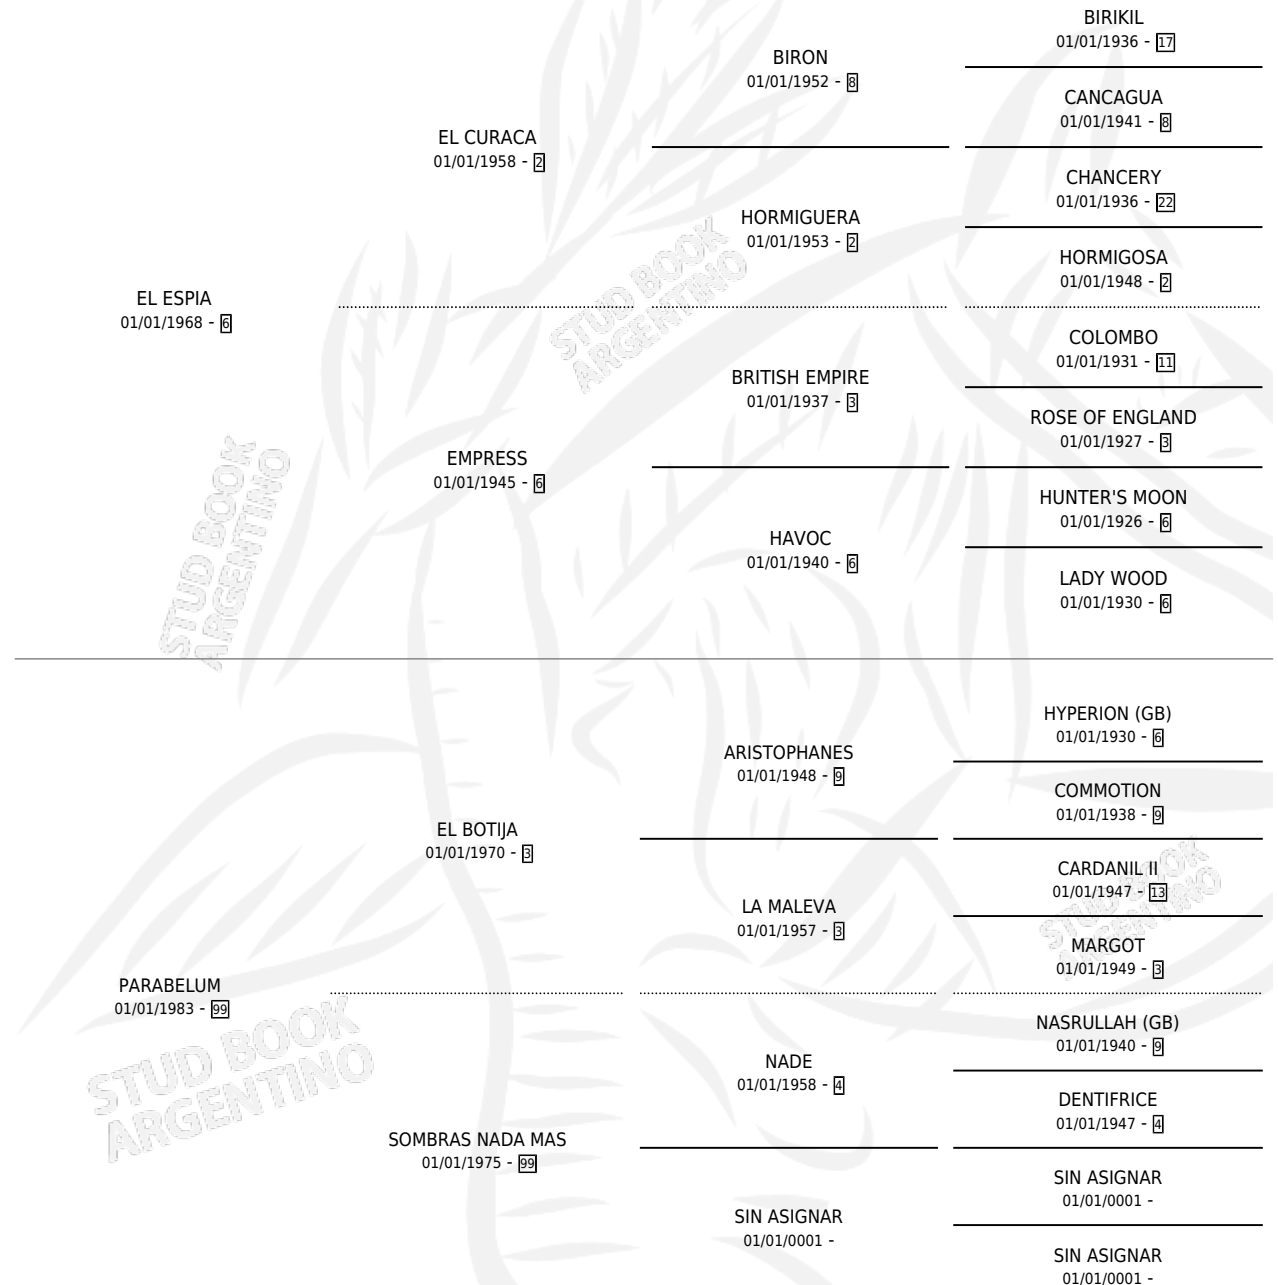 BIRIKIL
01/01/1936 - 17
BIRON
01/01/1952 - 8
CANCAGUA
01/01/1941 - 8
EL CURACA
01/01/1958 - 2
CHANCERY
01/01/1936 - 22
HORMIGUERA
01/01/1953 - 2
HORMIGOSA
01/01/1948 - 2
EL ESPIA
01/01/1968 - 6
COLOMBO
01/01/1931 - 11
BRITISH EMPIRE
01/01/1937 - 3
ROSE OF ENGLAND
01/01/1927 - 3
EMPRESS
01/01/1945 - 6
HUNTER'S MOON
01/01/1926 - 6
HAVOC
01/01/1940 - 6
LADY WOOD
01/01/1930 - 6
STUD BOOK
ARGENTINO
STUD BOOK
ARGENTINO
HYPERION (GB)
01/01/1930 - 6
ARISTOPHANES
01/01/1948 - 9
COMMOTION
01/01/1938 - 9
EL BOTIJA
01/01/1970 - 3
CARDANIL II
01/01/1947 - 13
LA MALEVA
01/01/1957 - 3
MARGOT
01/01/1949 - 3
STUD BOOK
ARGENTINO
PARABELUM
01/01/1983 - 99
NASRULLAH (GB)
01/01/1940 - 9
NADE
01/01/1958 - 4
DENTIFRICE
01/01/1947 - 4
STUD BOOK
ARGENTINO
SOMBRAS NADA MAS
01/01/1975 - 99
SIN ASIGNAR
01/01/0001 -
SIN ASIGNAR
01/01/0001 -
SIN ASIGNAR
01/01/0001 -